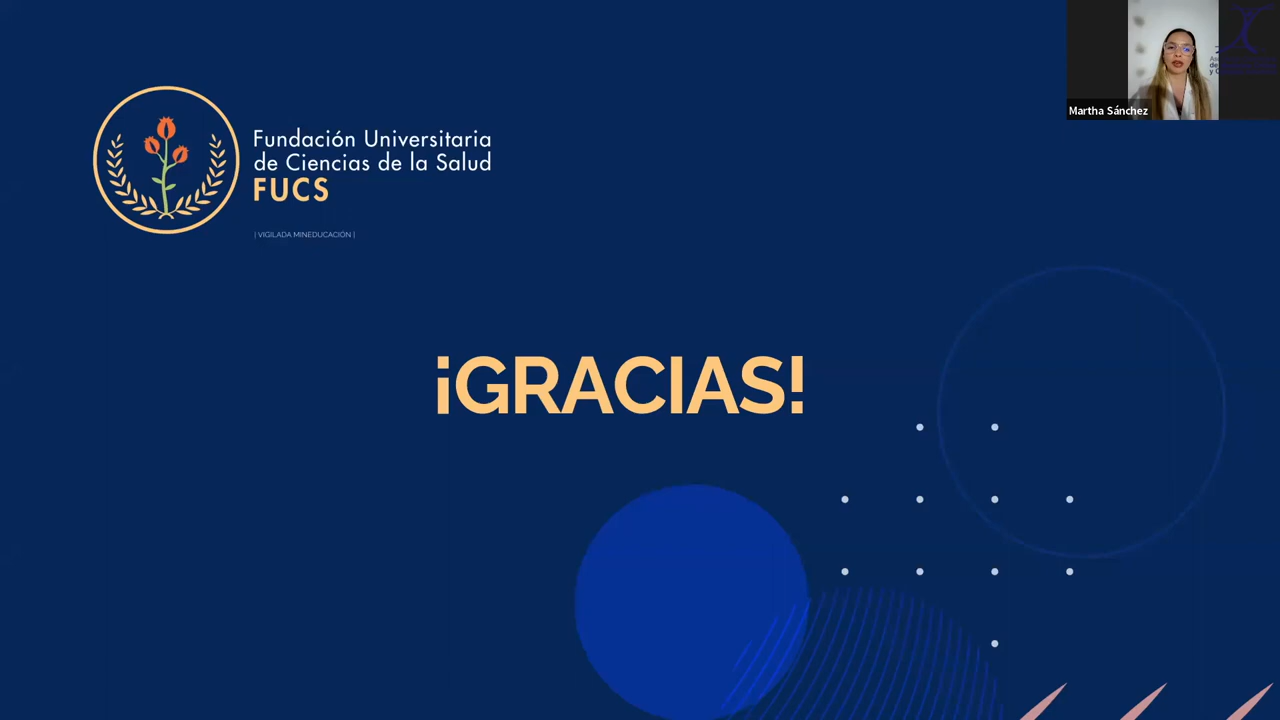 Fundación Universitaria
de Ciencias de la Salud
FUCS
| VIGILADA MINEDUCACIÓN |
¡GRACIAS!
Martha Sánchez